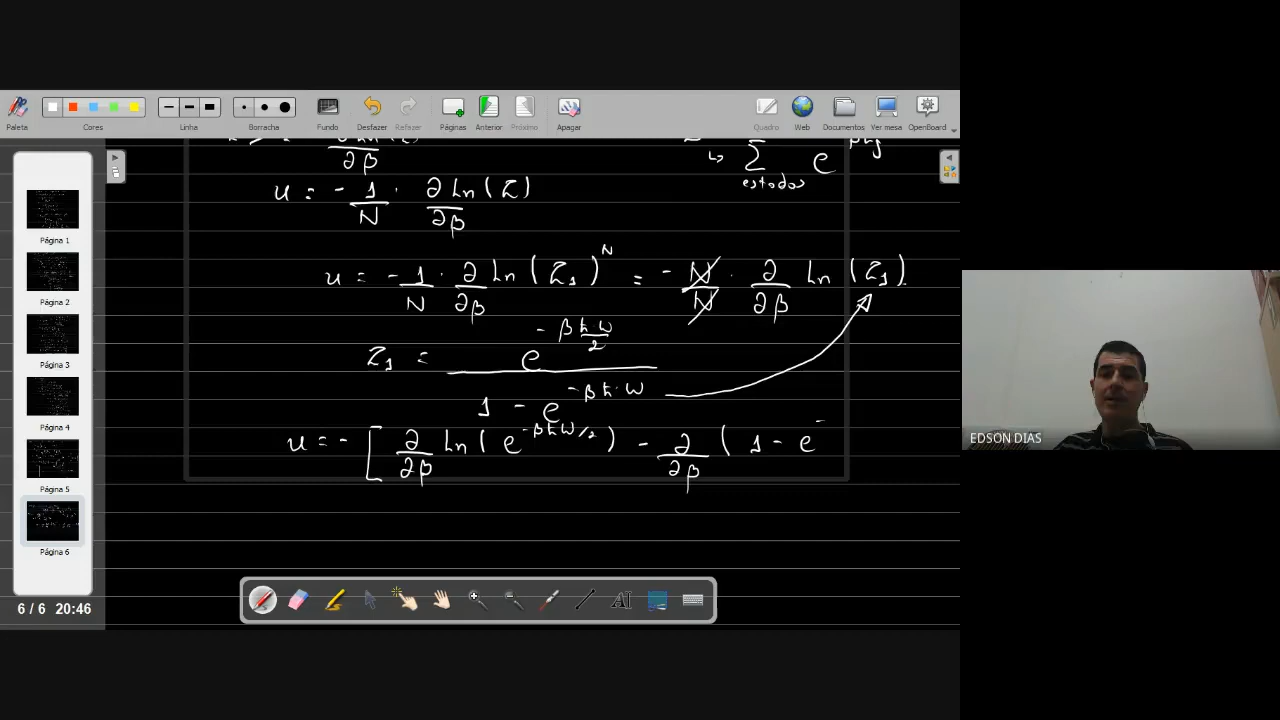 Paleta Cores Linha Borracha Fundo Desfazer Refazer Páginas Anterior Próximo Apagar Quadro Web Documentos Ver mesa OpenBoard
∂β
↳ Σ e
estados
u = - 1/N · ∂ Ln(Z)/∂β
u = - 1/N · ∂/∂β Ln (Z₁)^N = - N/N · ∂/∂β ln (Z₁).
Z₁ = e^(-βħω/2) / 1 - e^(-βħ·ω)
u = - [ ∂/∂β Ln( e^(-βħω/2) ) - ∂/∂β ( 1 - e^-
Página 1
Página 2
Página 3
Página 4
Página 5
Página 6
6 / 6 20:46
AI
EDSON DIAS